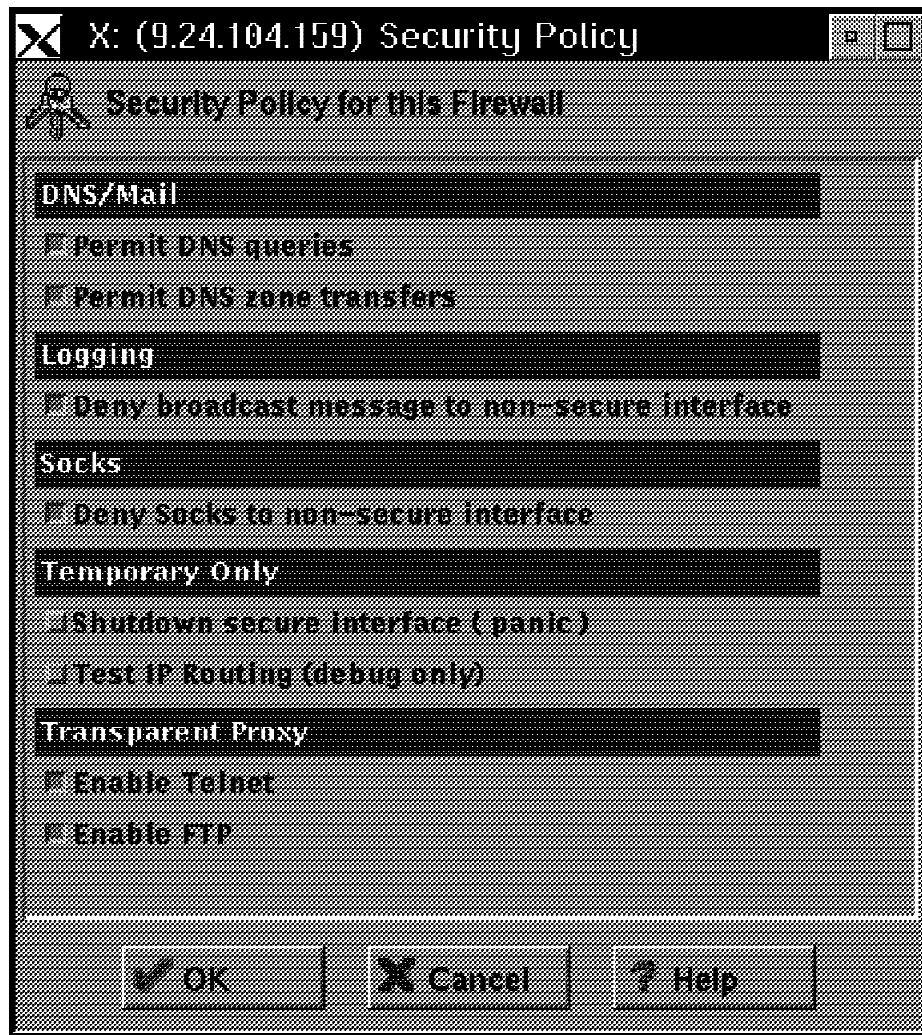 X: (9.24.104.159) Security Policy
Security Policy for this Firewall
DNS/Mail
Permit DNS queries
Permit DNS zone transfers
Logging
Deny broadcast message to non-secure interface
Socks
Deny Socks to non-secure interface
Temporary Only
Shutdown secure interface ( panic )
Test IP Routing (debug only)
Transparent Proxy
Enable Telnet
Enable FTP
OK Cancel Help